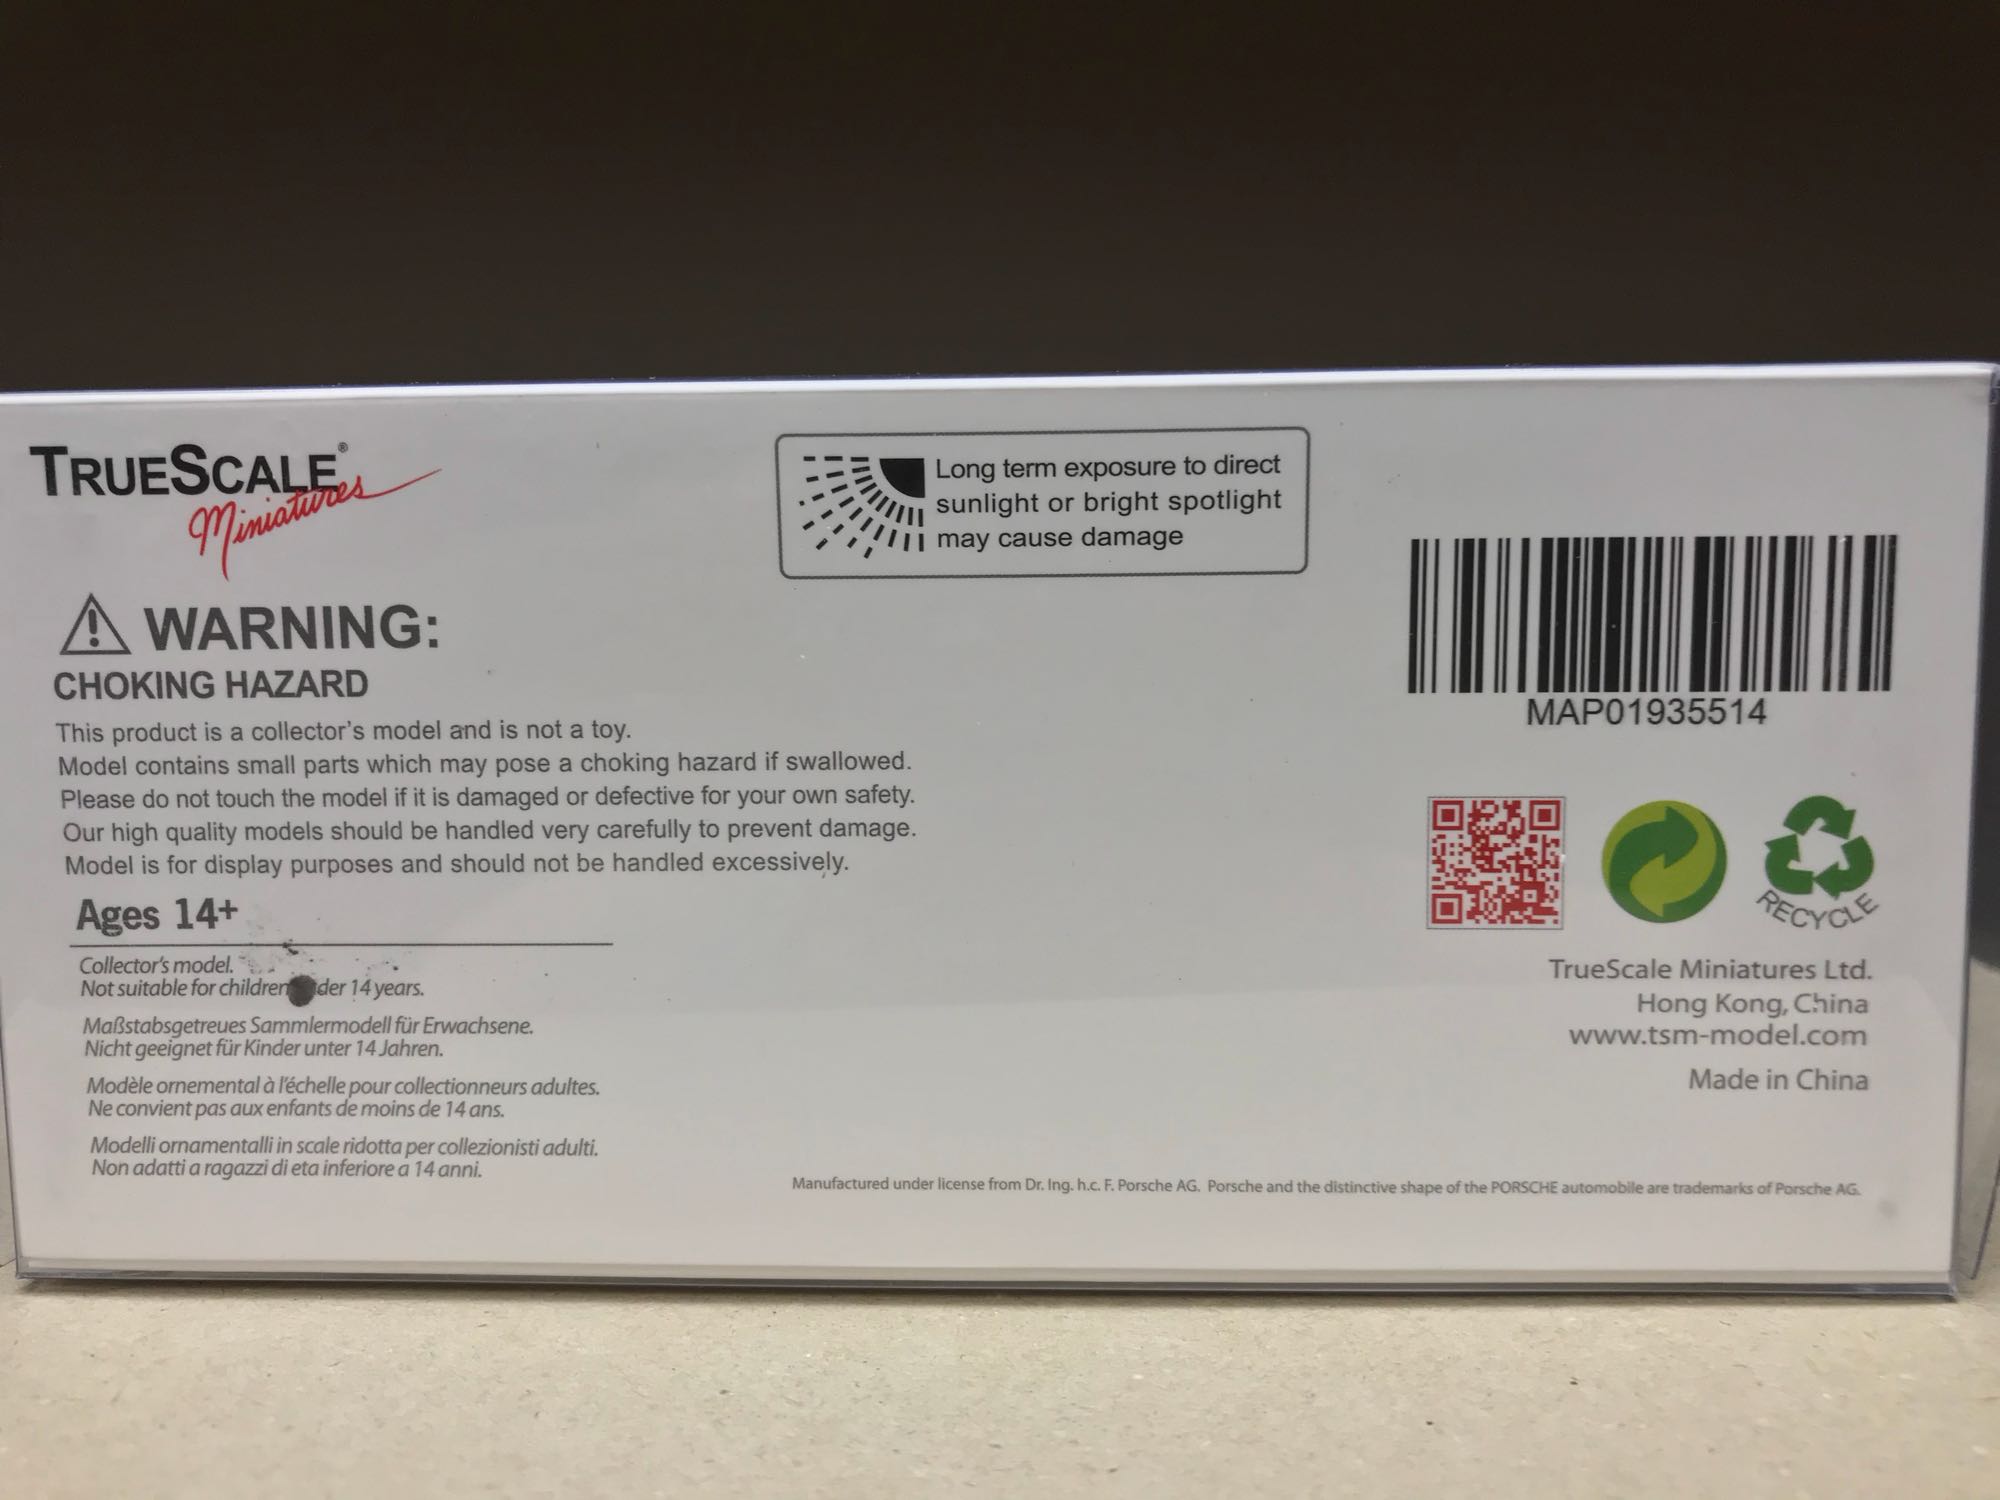 TRUESCALE®
Miniatures
Long term exposure to direct
sunlight or bright spotlight
may cause damage
WARNING:
CHOKING HAZARD
This product is a collector's model and is not a toy.
Model contains small parts which may pose a choking hazard if swallowed.
Please do not touch the model if it is damaged or defective for your own safety.
Our high quality models should be handled very carefully to prevent damage.
Model is for display purposes and should not be handled excessively.
Ages 14+
Collector's model.
Not suitable for children der 14 years.
Maßstabsgetreues Sammlermodell für Erwachsene.
Nicht geeignet für Kinder unter 14 Jahren.
Modèle ornemental à l'échelle pour collectionneurs adultes.
Ne convient pas aux enfants de moins de 14 ans.
Modelli ornamentalli in scale ridotta per collezionisti adulti.
Non adatti a ragazzi di eta inferiore a 14 anni.
MAP01935514
RECYCLE
TrueScale Miniatures Ltd.
Hong Kong, China
www.tsm-model.com
Made in China
Manufactured under license from Dr. Ing. h.c. F. Porsche AG. Porsche and the distinctive shape of the PORSCHE automobile are trademarks of Porsche AG.